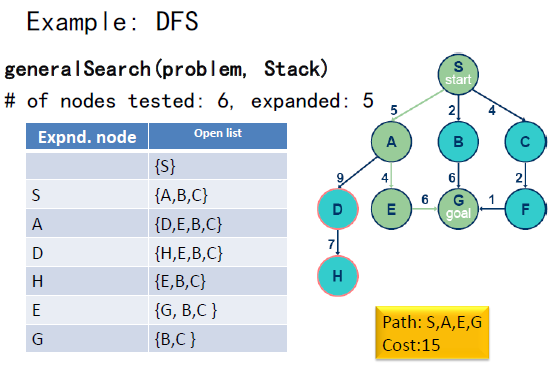 Example: DFS
generalSearch(problem, Stack)
# of nodes tested: 6, expanded: 5
Expnd. node Open list
{S}
S {A,B,C}
A {D,E,B,C}
D {H,E,B,C}
H {E,B,C}
E {G, B,C }
G {B,C }
S
start
5 2 4
A B C
9 4 6 2
D E 6 G 1 F
goal
7
H
Path: S,A,E,G
Cost:15